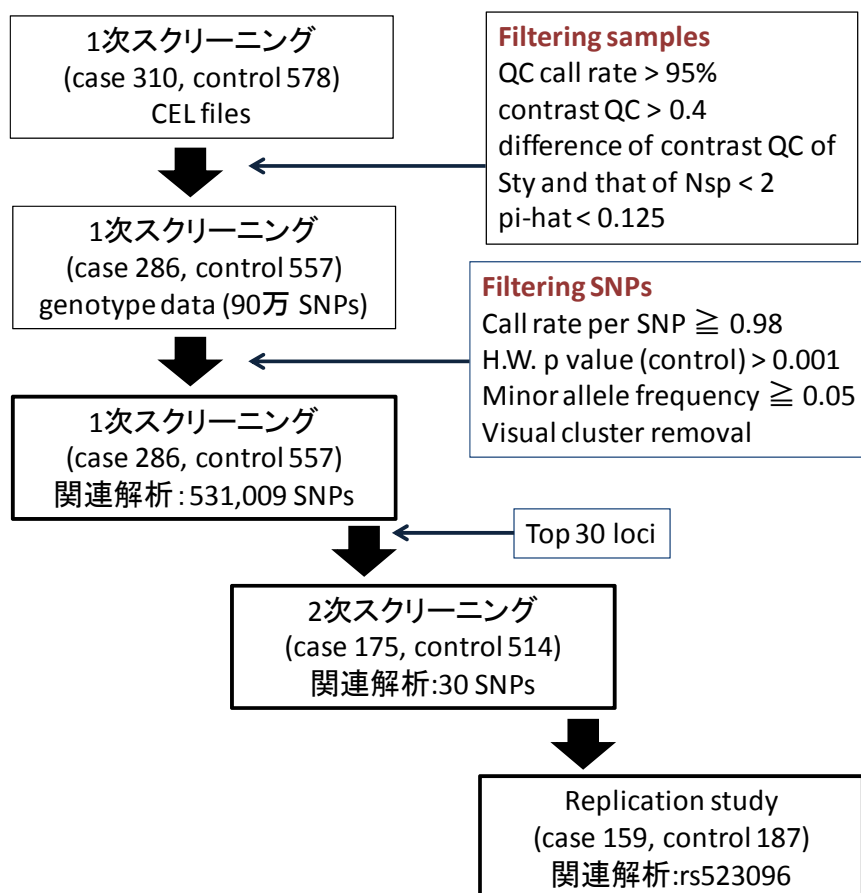 1次スクリーニング
(case 310, control 578)
CEL files
Filtering samples
QC call rate > 95%
contrast QC > 0.4
difference of contrast QC of
Sty and that of Nsp < 2
pi-hat < 0.125
1次スクリーニング
(case 286, control 557)
genotype data (90万 SNPs)
Filtering SNPs
Call rate per SNP ≧ 0.98
H.W. p value (control) > 0.001
Minor allele frequency ≧ 0.05
Visual cluster removal
1次スクリーニング
(case 286, control 557)
関連解析：531,009 SNPs
Top 30 loci
2次スクリーニング
(case 175, control 514)
関連解析:30 SNPs
Replication study
(case 159, control 187)
関連解析:rs523096